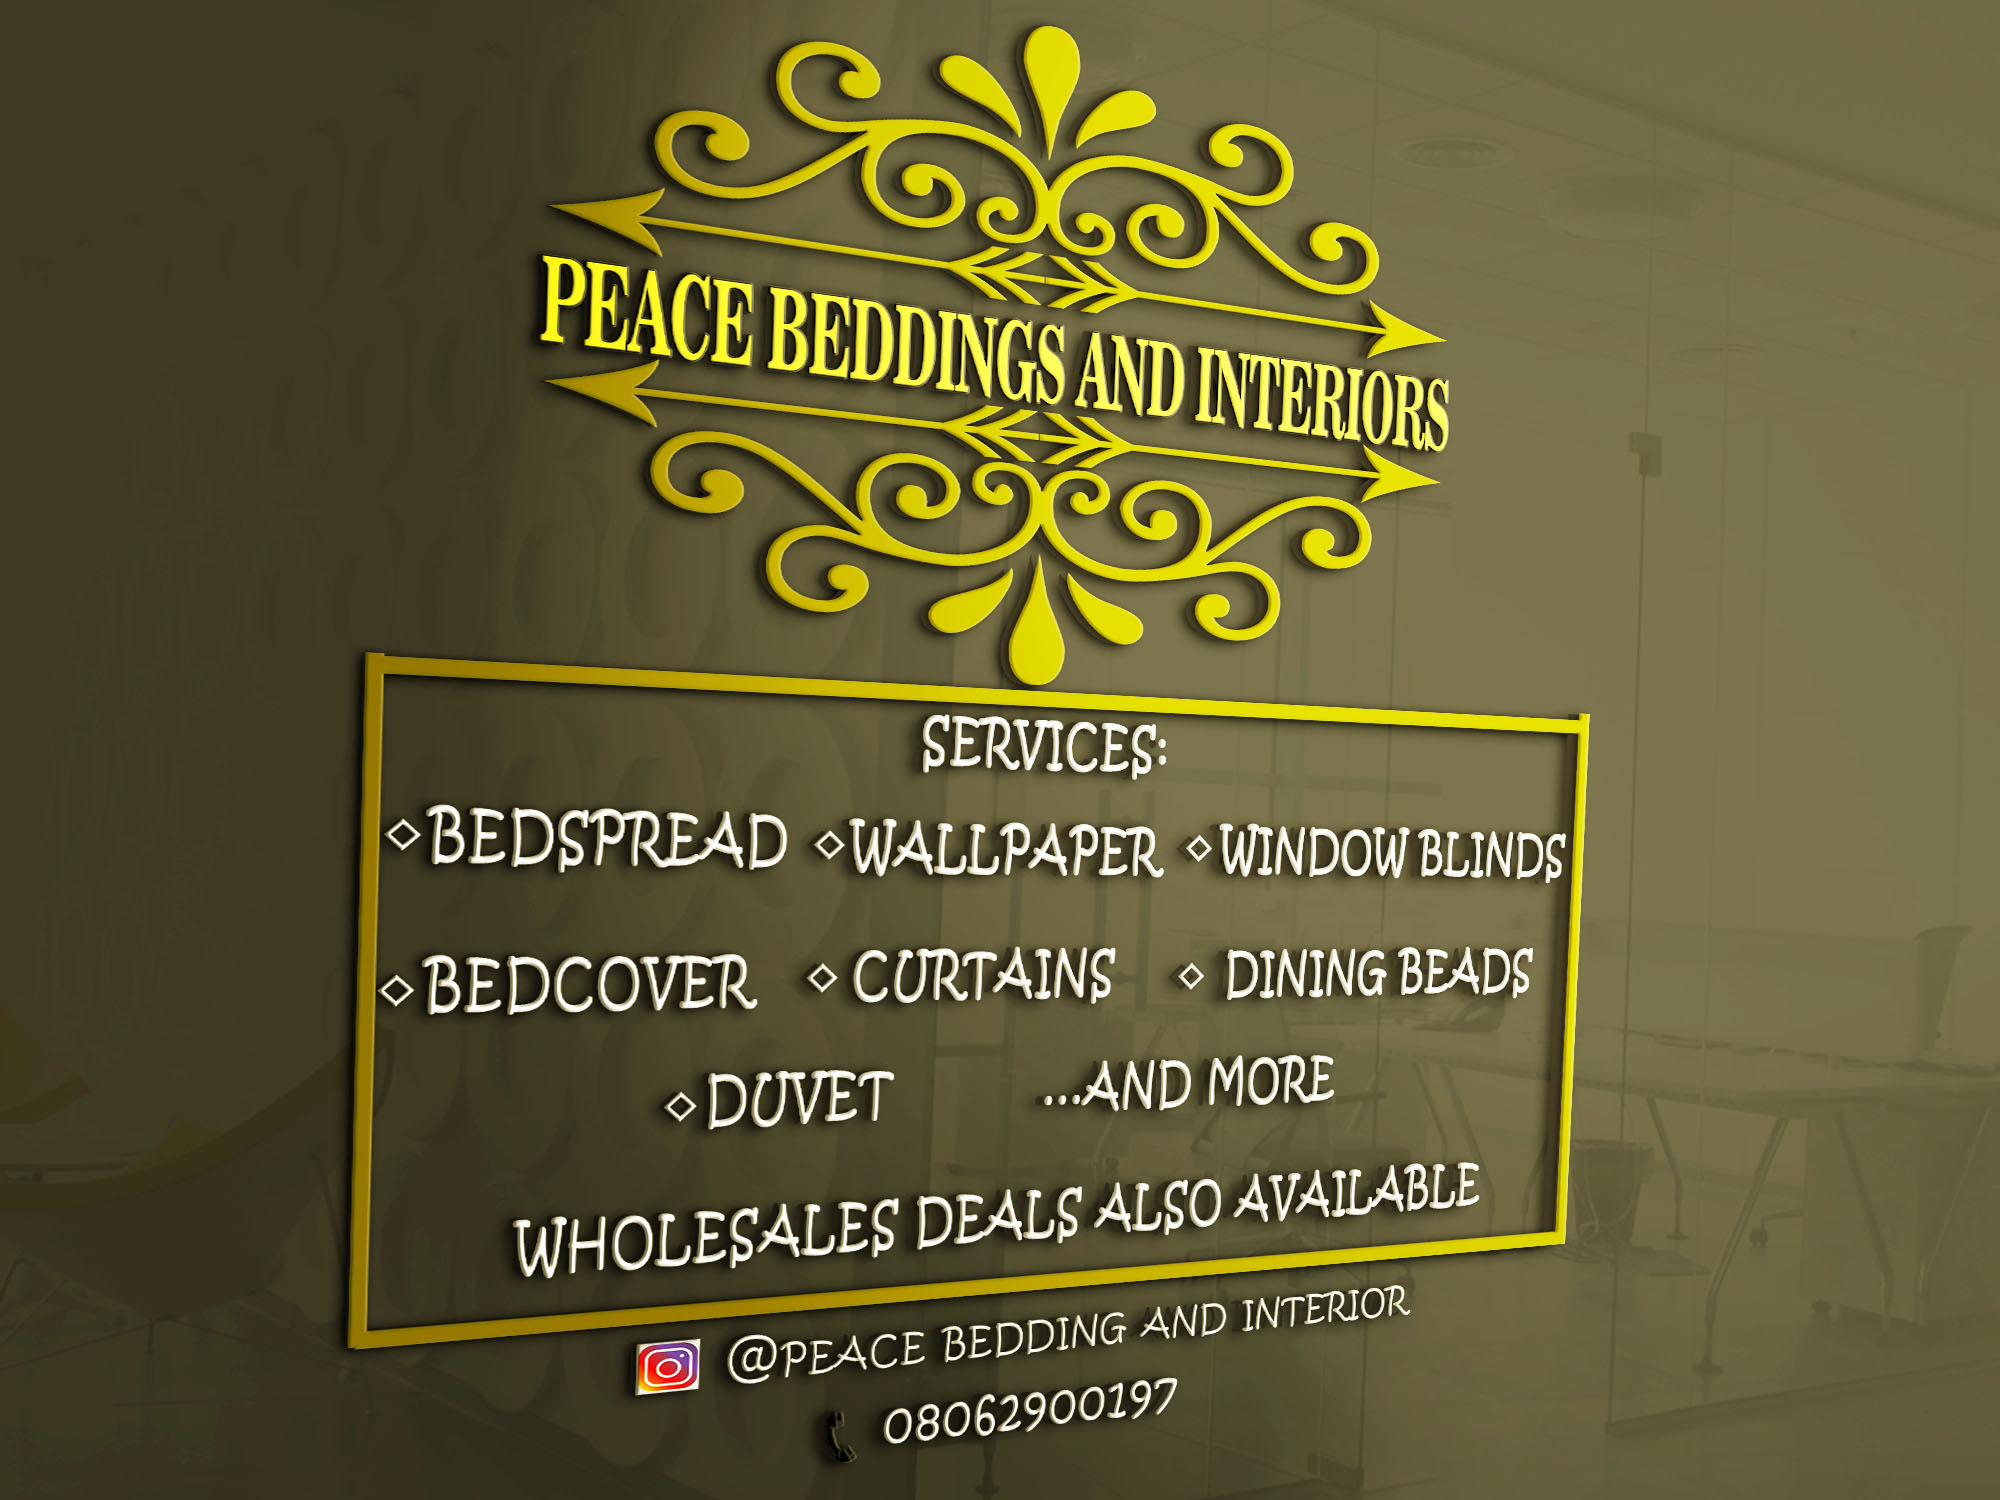 PEACE BEDDINGS AND INTERIORS
SERVICES:
◇ BEDSPREAD ◇ WALLPAPER ◇ WINDOW BLINDS
◇ BEDCOVER ◇ CURTAINS ◇ DINING BEADS
◇ DUVET ...AND MORE
WHOLESALES DEALS ALSO AVAILABLE
@PEACE BEDDING AND INTERIOR
08062900197